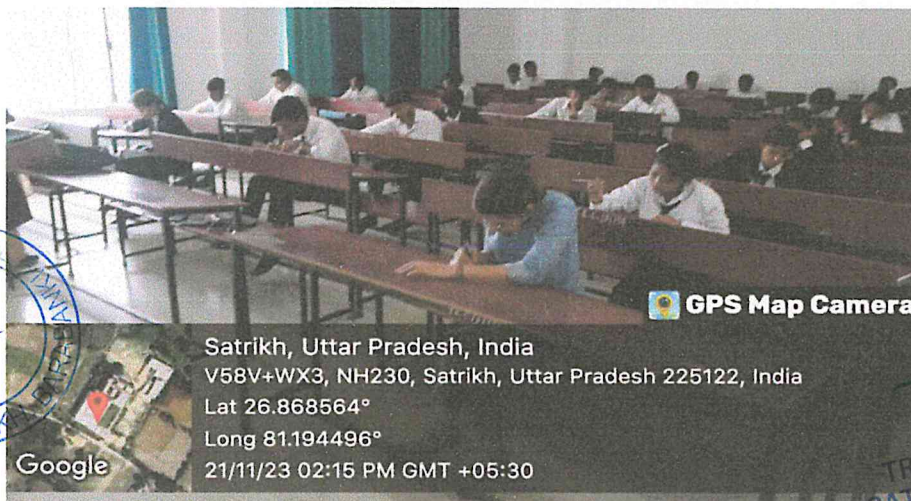 GPS Map Camera
Satrikh, Uttar Pradesh, India
V58V+WX3, NH230, Satrikh, Uttar Pradesh 225122, India
Lat 26.868564°
Long 81.194496°
21/11/23 02:15 PM GMT +05:30
Google